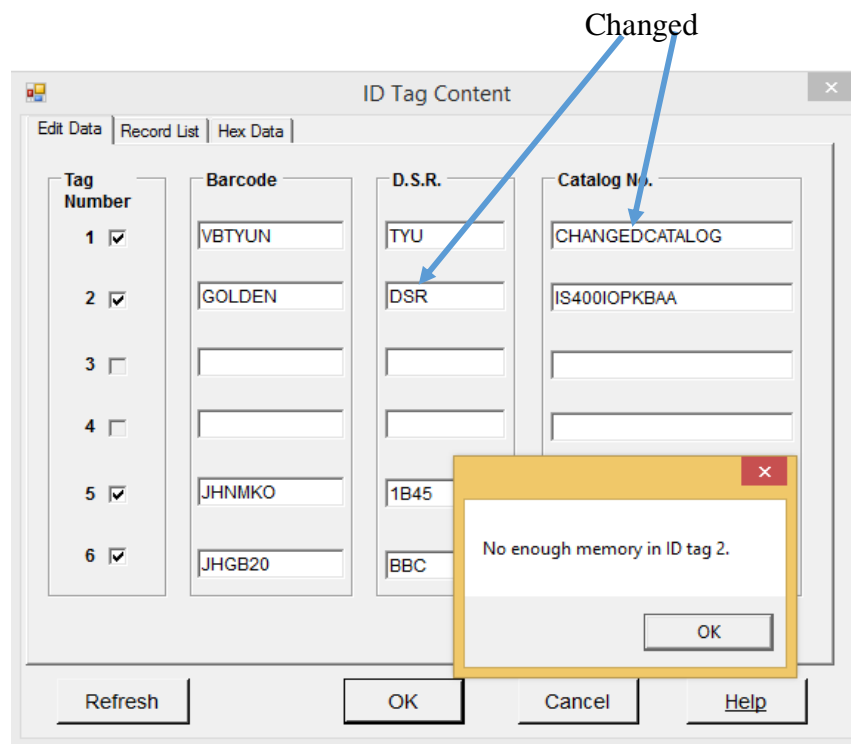 Changed
ID Tag Content
Edit Data Record List Hex Data
Tag Number Barcode D.S.R. Catalog No.
1 VBTYUN TYU CHANGEDCATALOG
2 GOLDEN DSR IS400IOPKBAA
3
4
5 JHNMKO 1B45
6 JHGB20 BBC
No enough memory in ID tag 2.
OK
Refresh OK Cancel Help